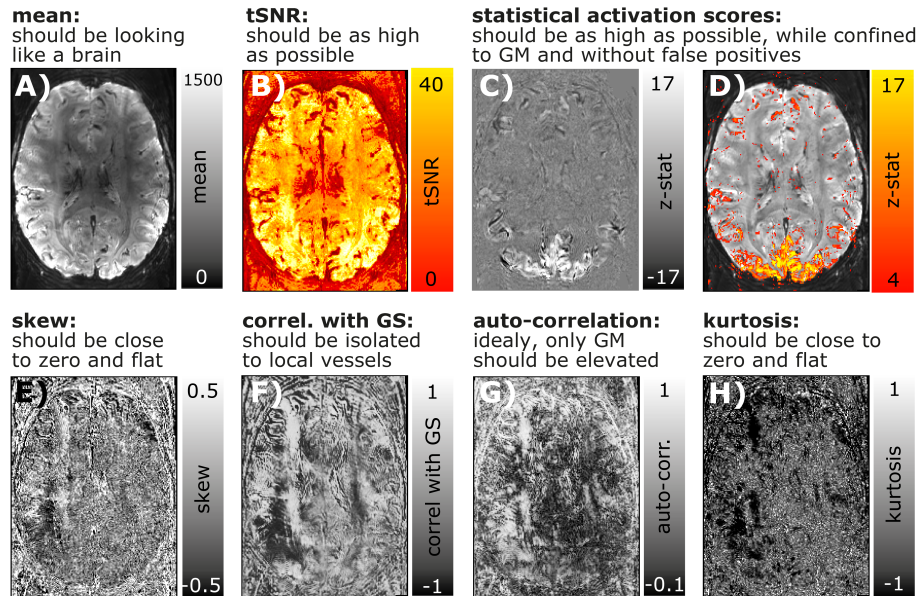 mean:
should be looking
like a brain
A)
1500
mean
0
tSNR:
should be as high
as possible
B)
40
tSNR
0
statistical activation scores:
should be as high as possible, while confined
to GM and without false positives
C)
17
z-stat
-17
D)
17
z-stat
4
skew:
should be close
to zero and flat
E)
0.5
skew
-0.5
correl. with GS:
should be isolated
to local vessels
F)
1
correl with GS
-1
auto-correlation:
idealy, only GM
should be elevated
G)
1
auto-corr.
-0.1
kurtosis:
should be close to
zero and flat
H)
1
kurtosis
-1